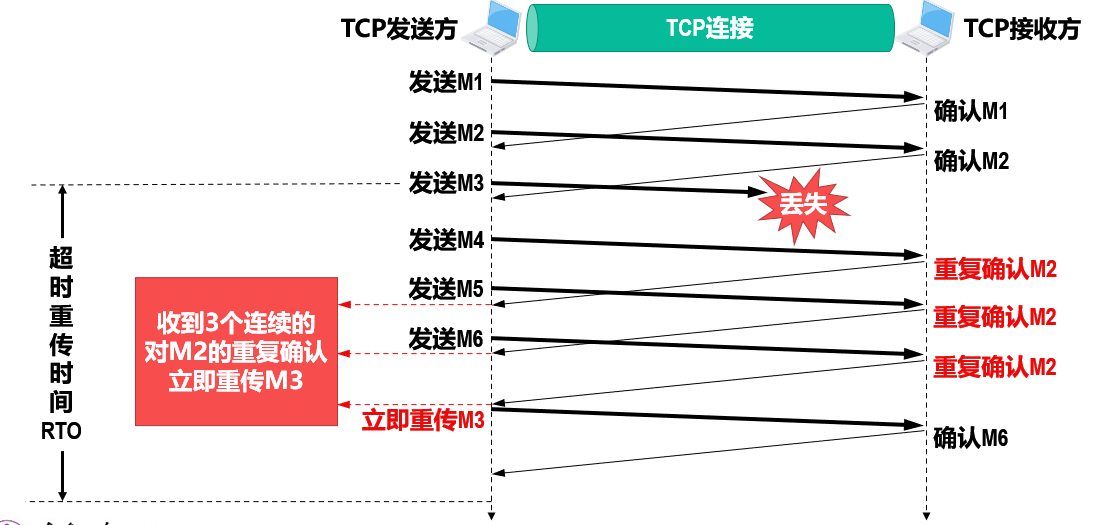 TCP发送方
TCP连接
TCP接收方
发送M1
确认M1
发送M2
确认M2
发送M3
丢失
发送M4
重复确认M2
发送M5
重复确认M2
发送M6
重复确认M2
超时重传时间
RTO
收到3个连续的
对M2的重复确认
立即重传M3
立即重传M3
确认M6